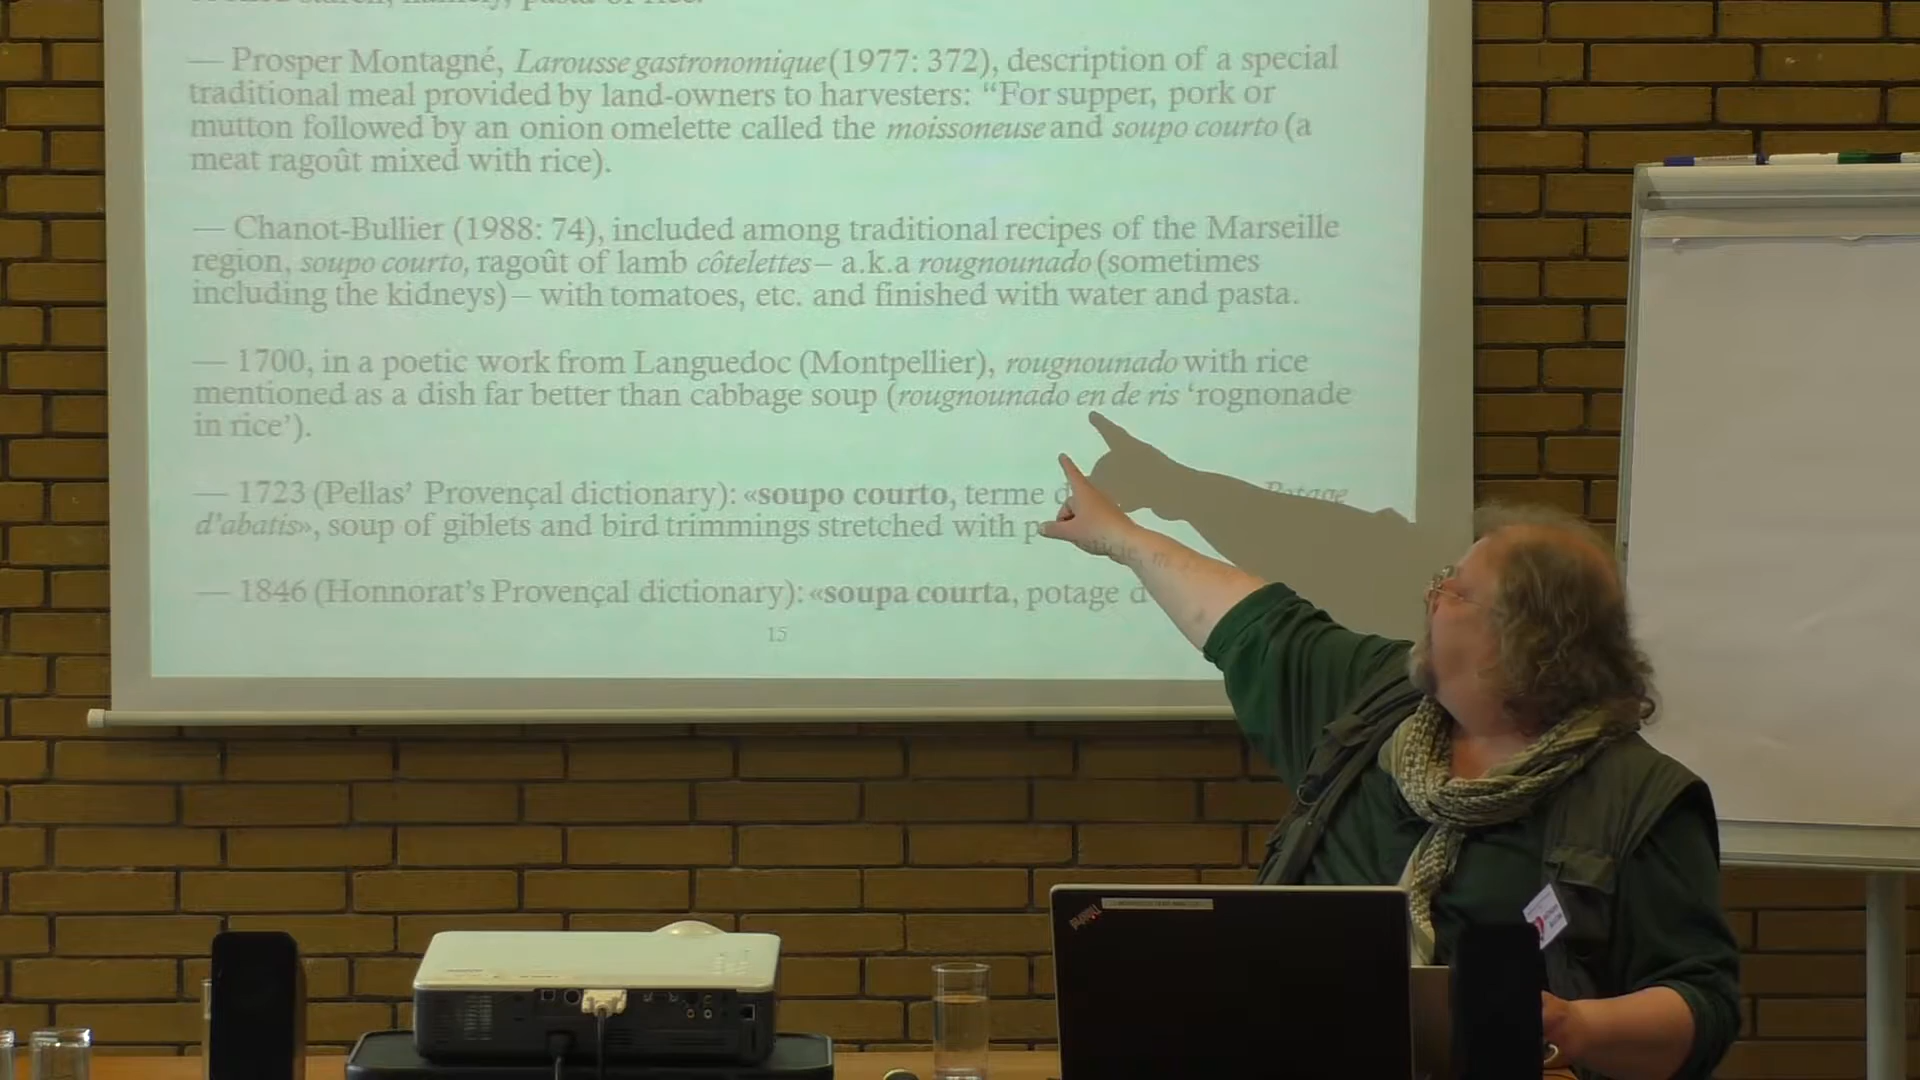 — Prosper Montagné, Larousse gastronomique (1977: 372), description of a special
traditional meal provided by land-owners to harvesters: “For supper, pork or
mutton followed by an onion omelette called the moissoneuse and soupo courto (a
meat ragoût mixed with rice).
— Chanot-Bullier (1988: 74), included among traditional recipes of the Marseille
region, soupo courto, ragoût of lamb côtelettes – a.k.a rougnounado (sometimes
including the kidneys) – with tomatoes, etc. and finished with water and pasta.
— 1700, in a poetic work from Languedoc (Montpellier), rougnounado with rice
mentioned as a dish far better than cabbage soup (rougnounado en de ris ‘rognonade
in rice’).
— 1723 (Pellas’ Provençal dictionary): «soupo courto, terme Potage
d’abatis», soup of giblets and bird trimmings stretched with
— 1846 (Honnorat’s Provençal dictionary): «soupa courta, potage
15
ThinkPad